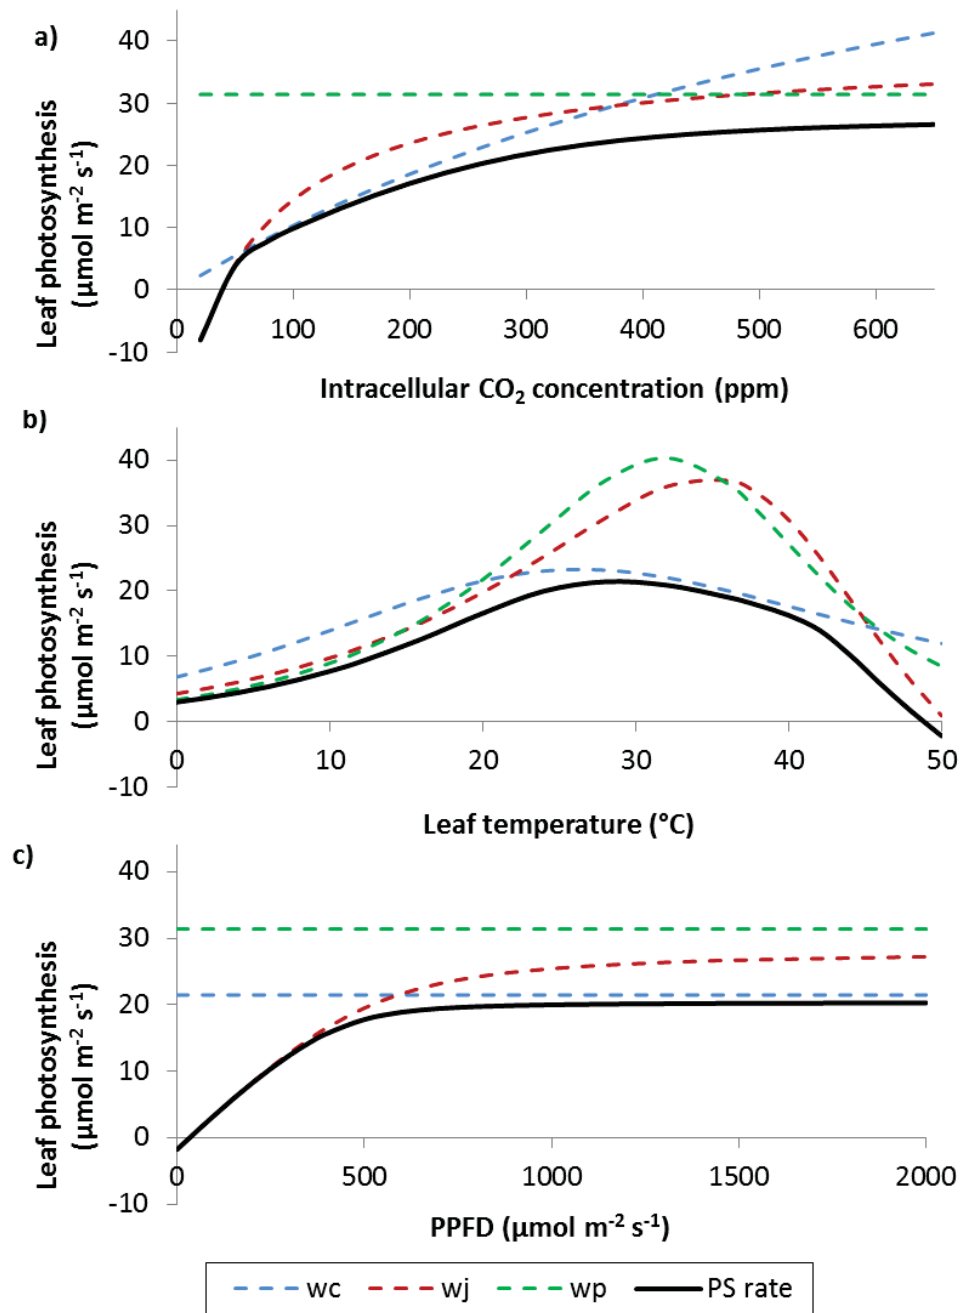 a)
Leaf photosynthesis
(µmol m⁻² s⁻¹)
40
30
20
10
0
-10
0 100 200 300 400 500 600
Intracellular CO₂ concentration (ppm)
b)
Leaf photosynthesis
(µmol m⁻² s⁻¹)
40
30
20
10
0
-10
0 10 20 30 40 50
Leaf temperature (°C)
c)
Leaf photosynthesis
(µmol m⁻² s⁻¹)
40
30
20
10
0
-10
0 500 1000 1500 2000
PPFD (µmol m⁻² s⁻¹)
wc wj wp PS rate